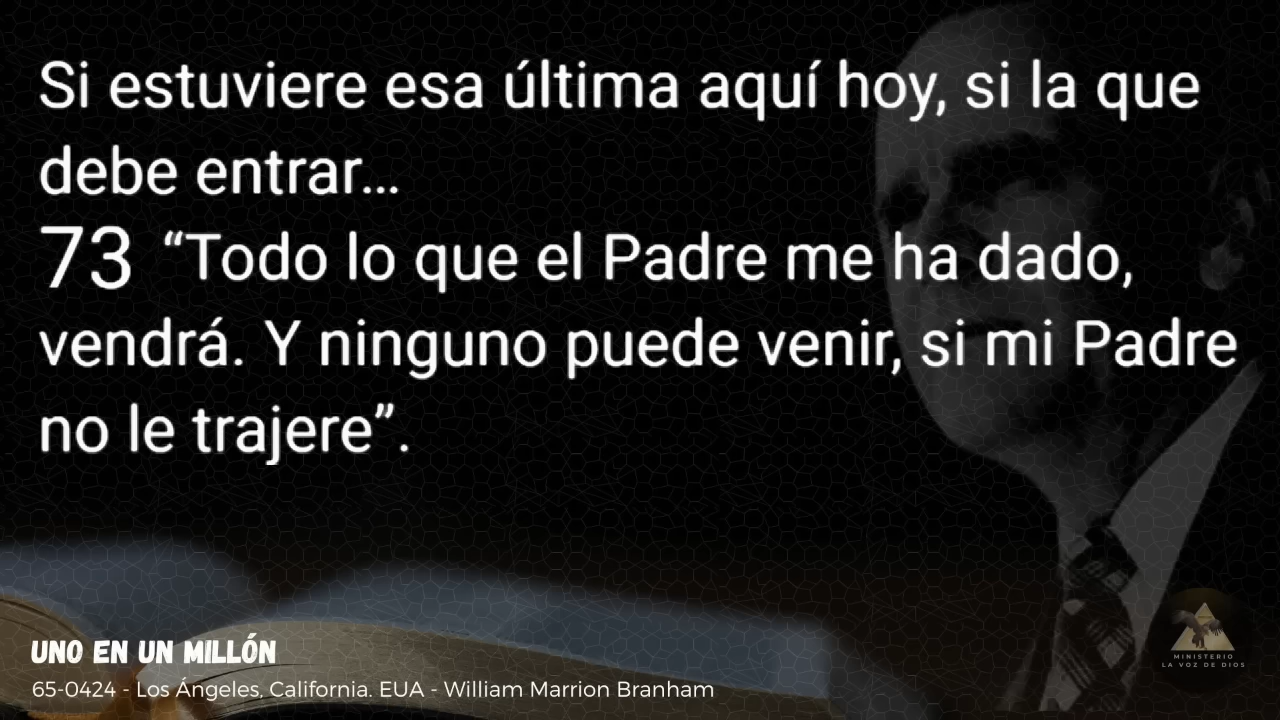 Si estuviere esa última aquí hoy, si la que
debe entrar...
73 “Todo lo que el Padre me ha dado,
vendrá. Y ninguno puede venir, si mi Padre
no le trajere”.
UNO EN UN MILLÓN
65-0424 - Los Ángeles, California. EUA - William Marrion Branham
MINISTERIO
LA VOZ DE DIOS